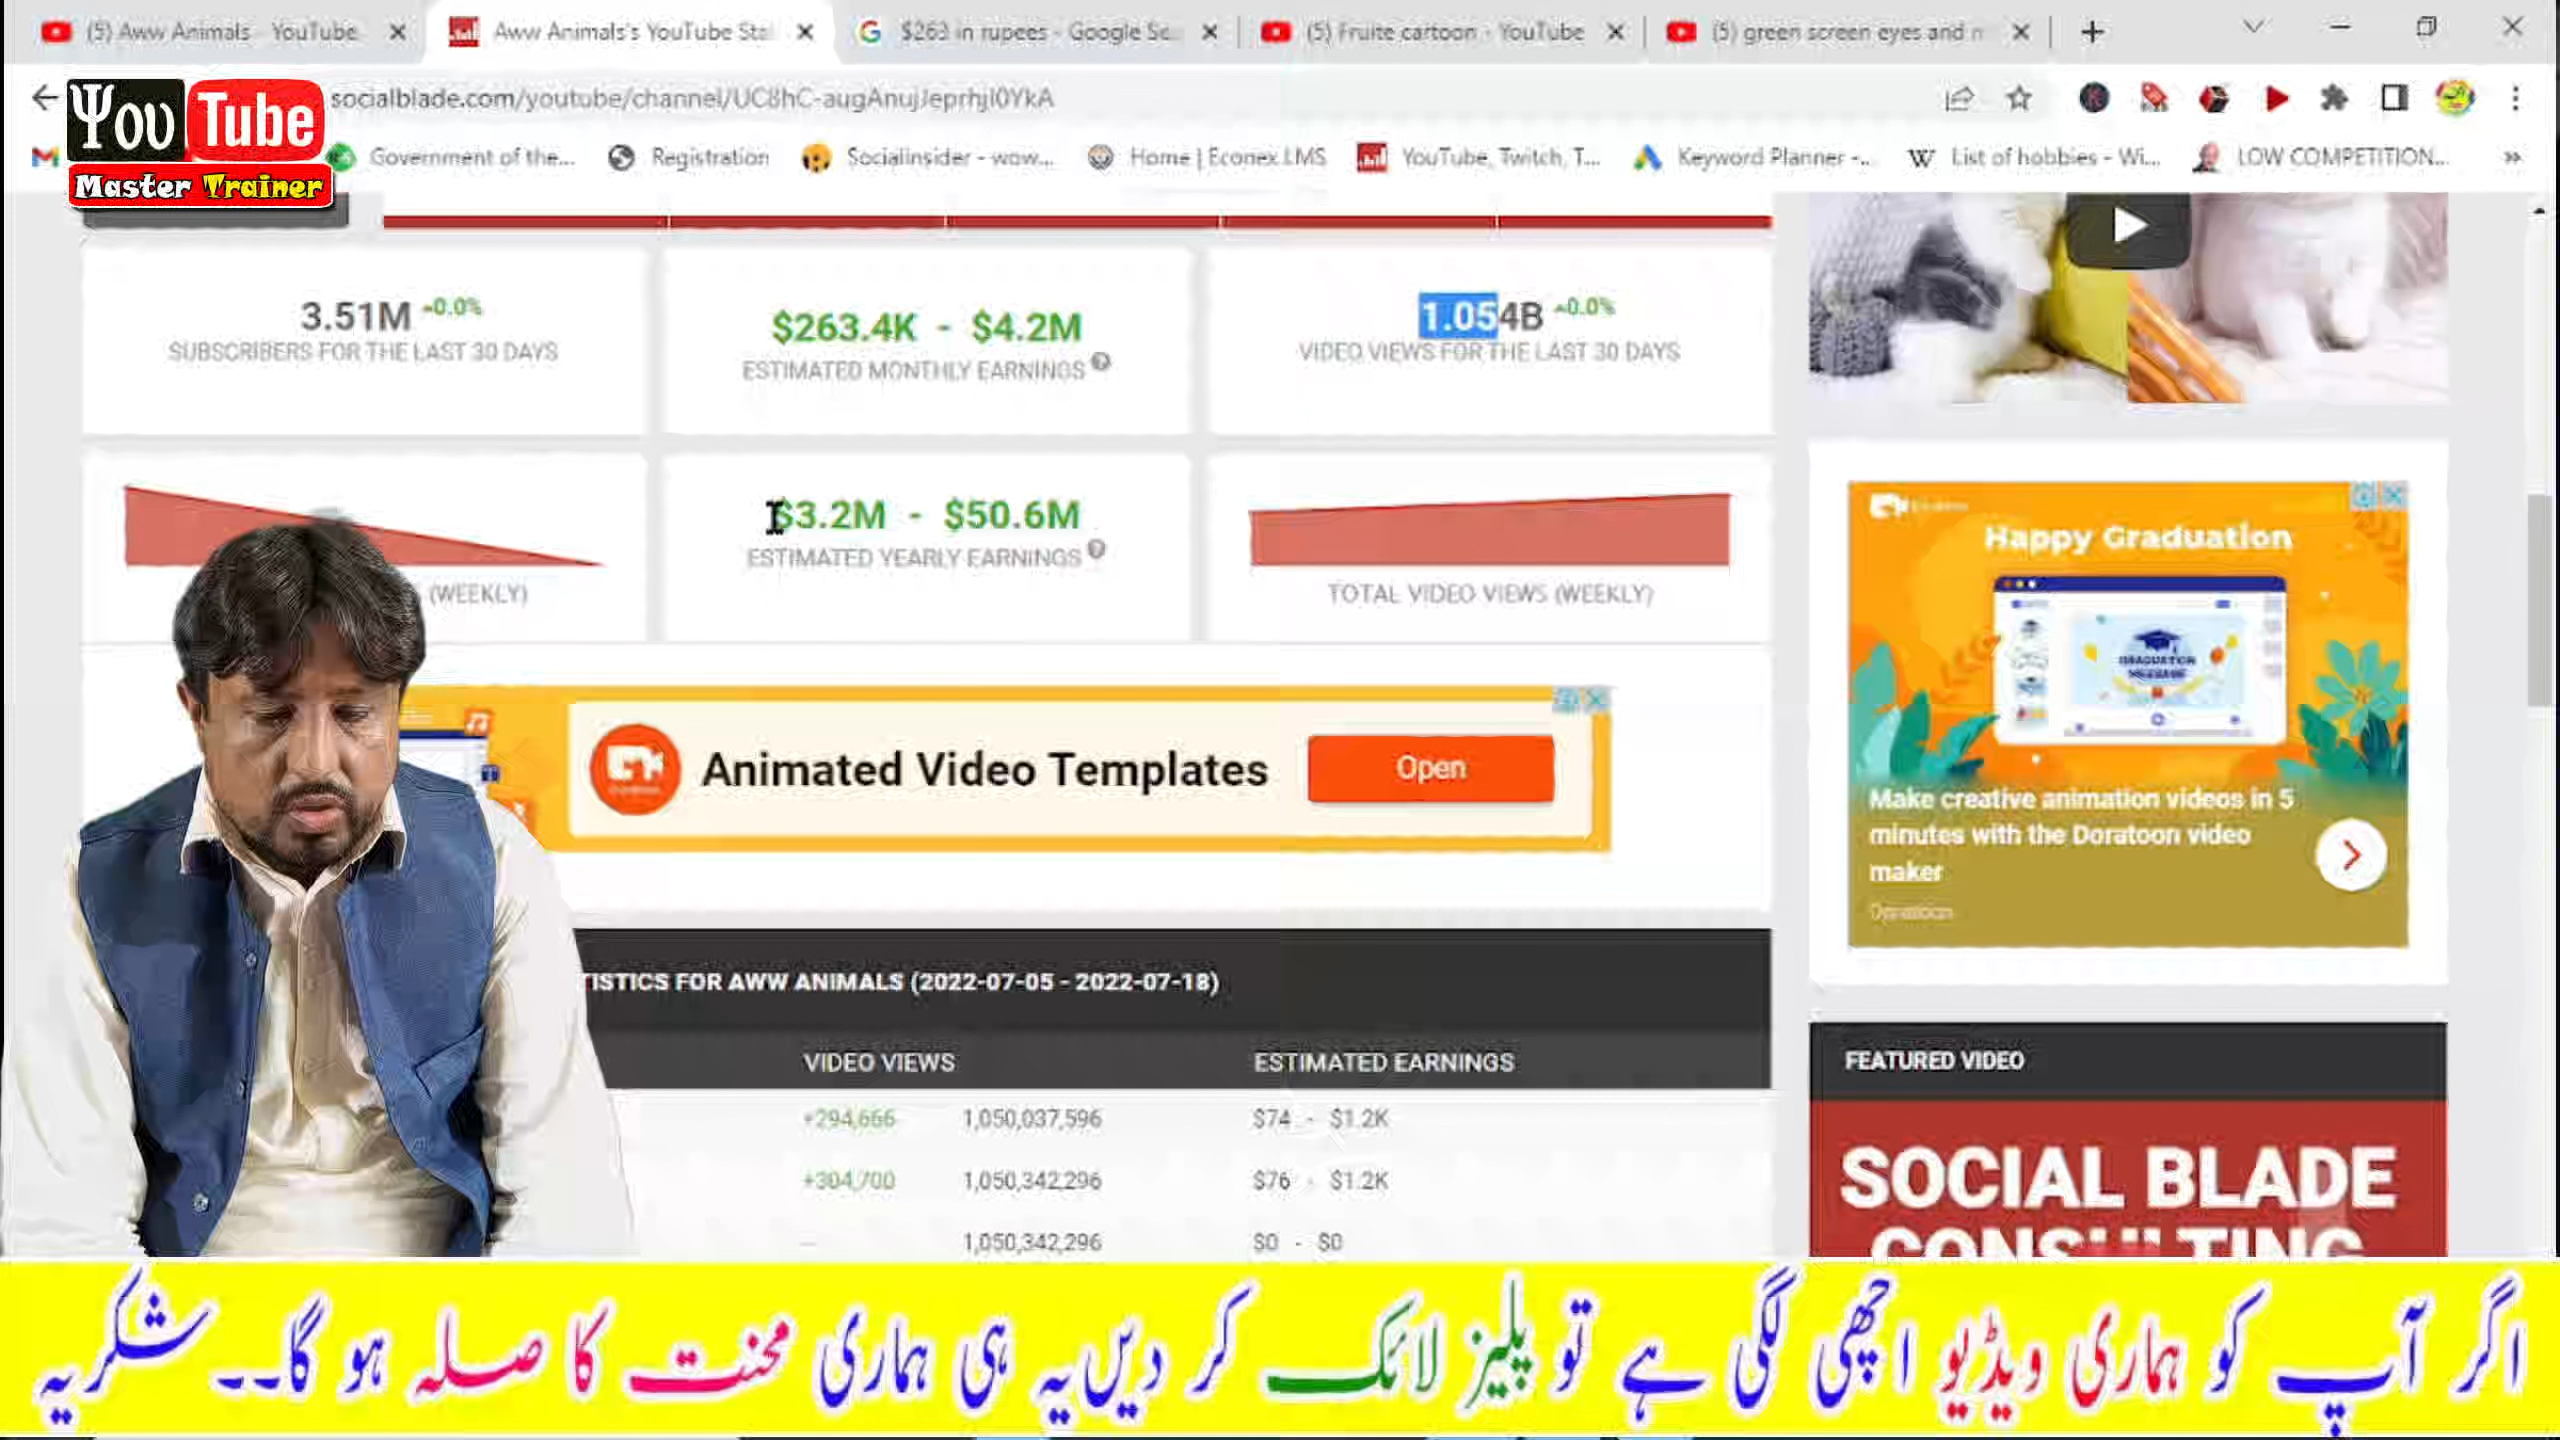 (5) Aww Animals - YouTube
Aww Animals's YouTube Sta
$263 in rupees - Google Se
(5) Fruite cartoon - YouTube
(5) green screen eyes and
YouTube
Master Trainer
socialblade.com/youtube/channel/UC8hC-augAnujJeprhjI0YkA
Government of the...
Registration
Socialinsider - wow...
Home | Econex LMS
YouTube, Twitch, T...
Keyword Planner -...
List of hobbies - Wi...
LOW COMPETITION...
3.51M 0.0%
SUBSCRIBERS FOR THE LAST 30 DAYS
$263.4K - $4.2M
ESTIMATED MONTHLY EARNINGS
1.054B 0.0%
VIDEO VIEWS FOR THE LAST 30 DAYS
(WEEKLY)
$3.2M - $50.6M
ESTIMATED YEARLY EARNINGS
TOTAL VIDEO VIEWS (WEEKLY)
Happy Graduation
Animated Video Templates
Open
Make creative animation videos in 5
minutes with the Doratoon video
maker
Doratoon
ISTICS FOR AWW ANIMALS (2022-07-05 - 2022-07-18)
VIDEO VIEWS ESTIMATED EARNINGS
+294,666 1,050,037,596 $74 - $1.2K
+304,700 1,050,342,296 $76 - $1.2K
-- 1,050,342,296 $0 - $0
FEATURED VIDEO
SOCIAL BLADE
CONSULTING
اگر آپ کو ہماری ویڈیو اچھی لگی ہے تو پلیز لائک کر دیں یہ ہی ہماری محنت کا صلہ ہو گا۔۔ شکریہ